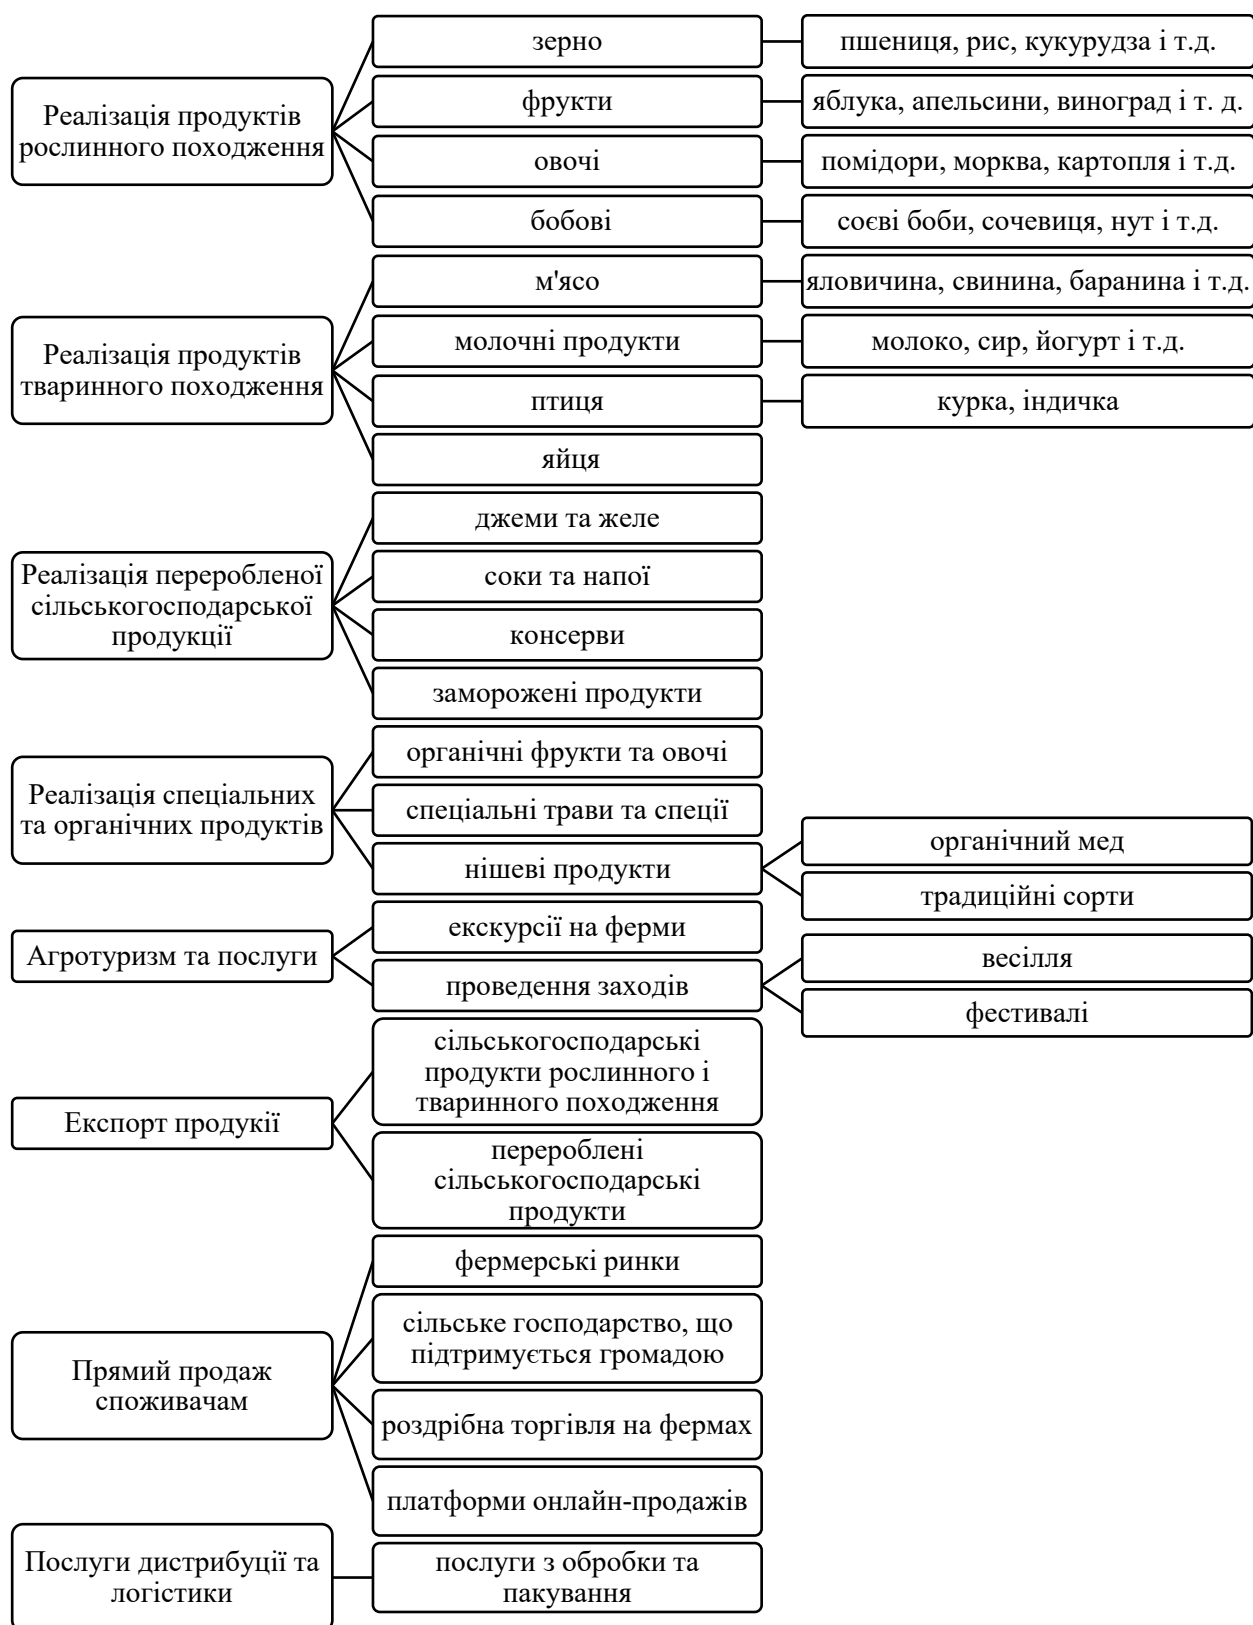 Реалізація продуктів
рослинного походження
зерно
пшениця, рис, кукурудза і т.д.
фрукти
яблука, апельсини, виноград і т. д.
овочі
помідори, морква, картопля і т.д.
бобові
соєві боби, сочевиця, нут і т.д.
Реалізація продуктів
тваринного походження
м'ясо
яловичина, свинина, баранина і т.д.
молочні продукти
молоко, сир, йогурт і т.д.
птиця
курка, індичка
яйця
Реалізація переробленої
сільськогосподарської
продукції
джеми та желе
соки та напої
консерви
заморожені продукти
Реалізація спеціальних
та органічних продуктів
органічні фрукти та овочі
спеціальні трави та спеції
нішеві продукти
органічний мед
традиційні сорти
Агротуризм та послуги
екскурсії на ферми
проведення заходів
весілля
фестивалі
Експорт продукії
сільськогосподарські
продукти рослинного і
тваринного походження
перероблені
сільськогосподарські
продукти
Прямий продаж
споживачам
фермерські ринки
сільське господарство, що
підтримується громадою
роздрібна торгівля на фермах
платформи онлайн-продажів
Послуги дистрибуції та
логістики
послуги з обробки та
пакування